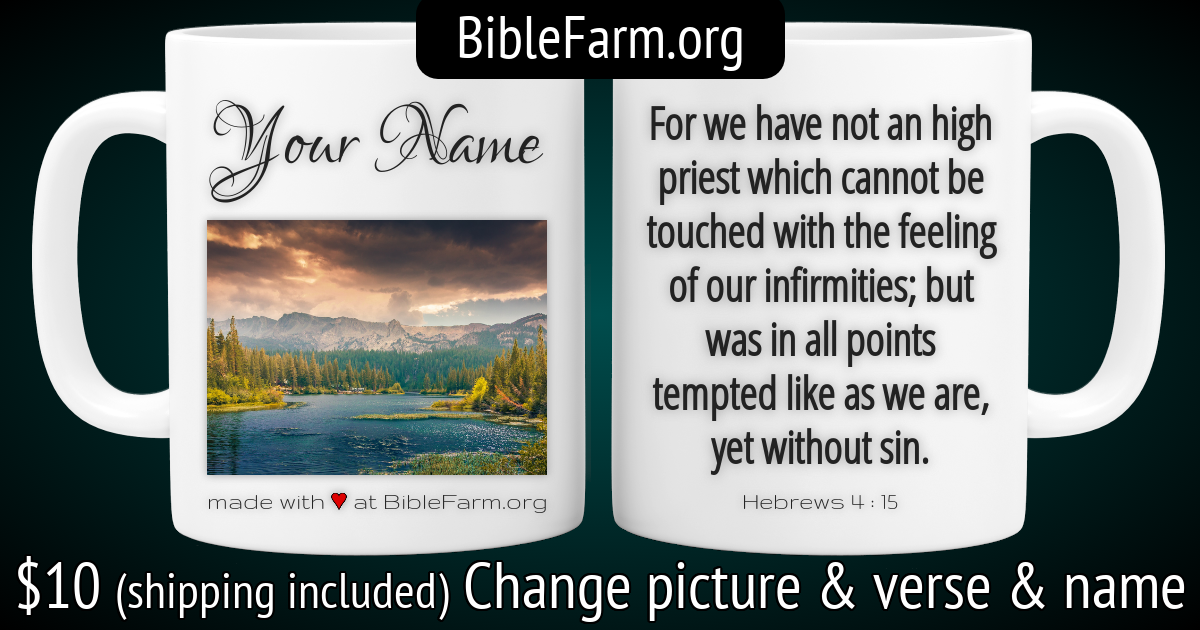 BibleFarm.org
Your Name
made with ♥ at BibleFarm.org
For we have not an high
priest which cannot be
touched with the feeling
of our infirmities; but
was in all points
tempted like as we are,
yet without sin.
Hebrews 4 : 15
$10 (shipping included) Change picture & verse & name